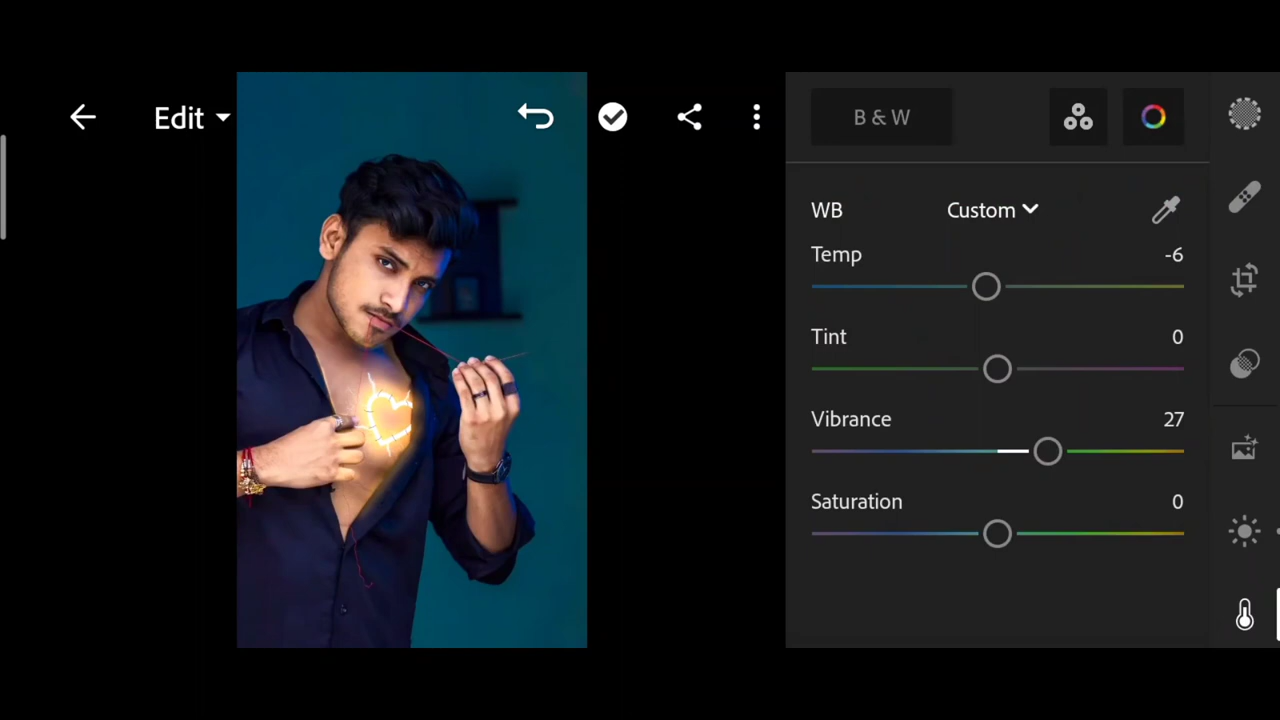 Edit
B & W
WB Custom
Temp -6
Tint 0
Vibrance 27
Saturation 0